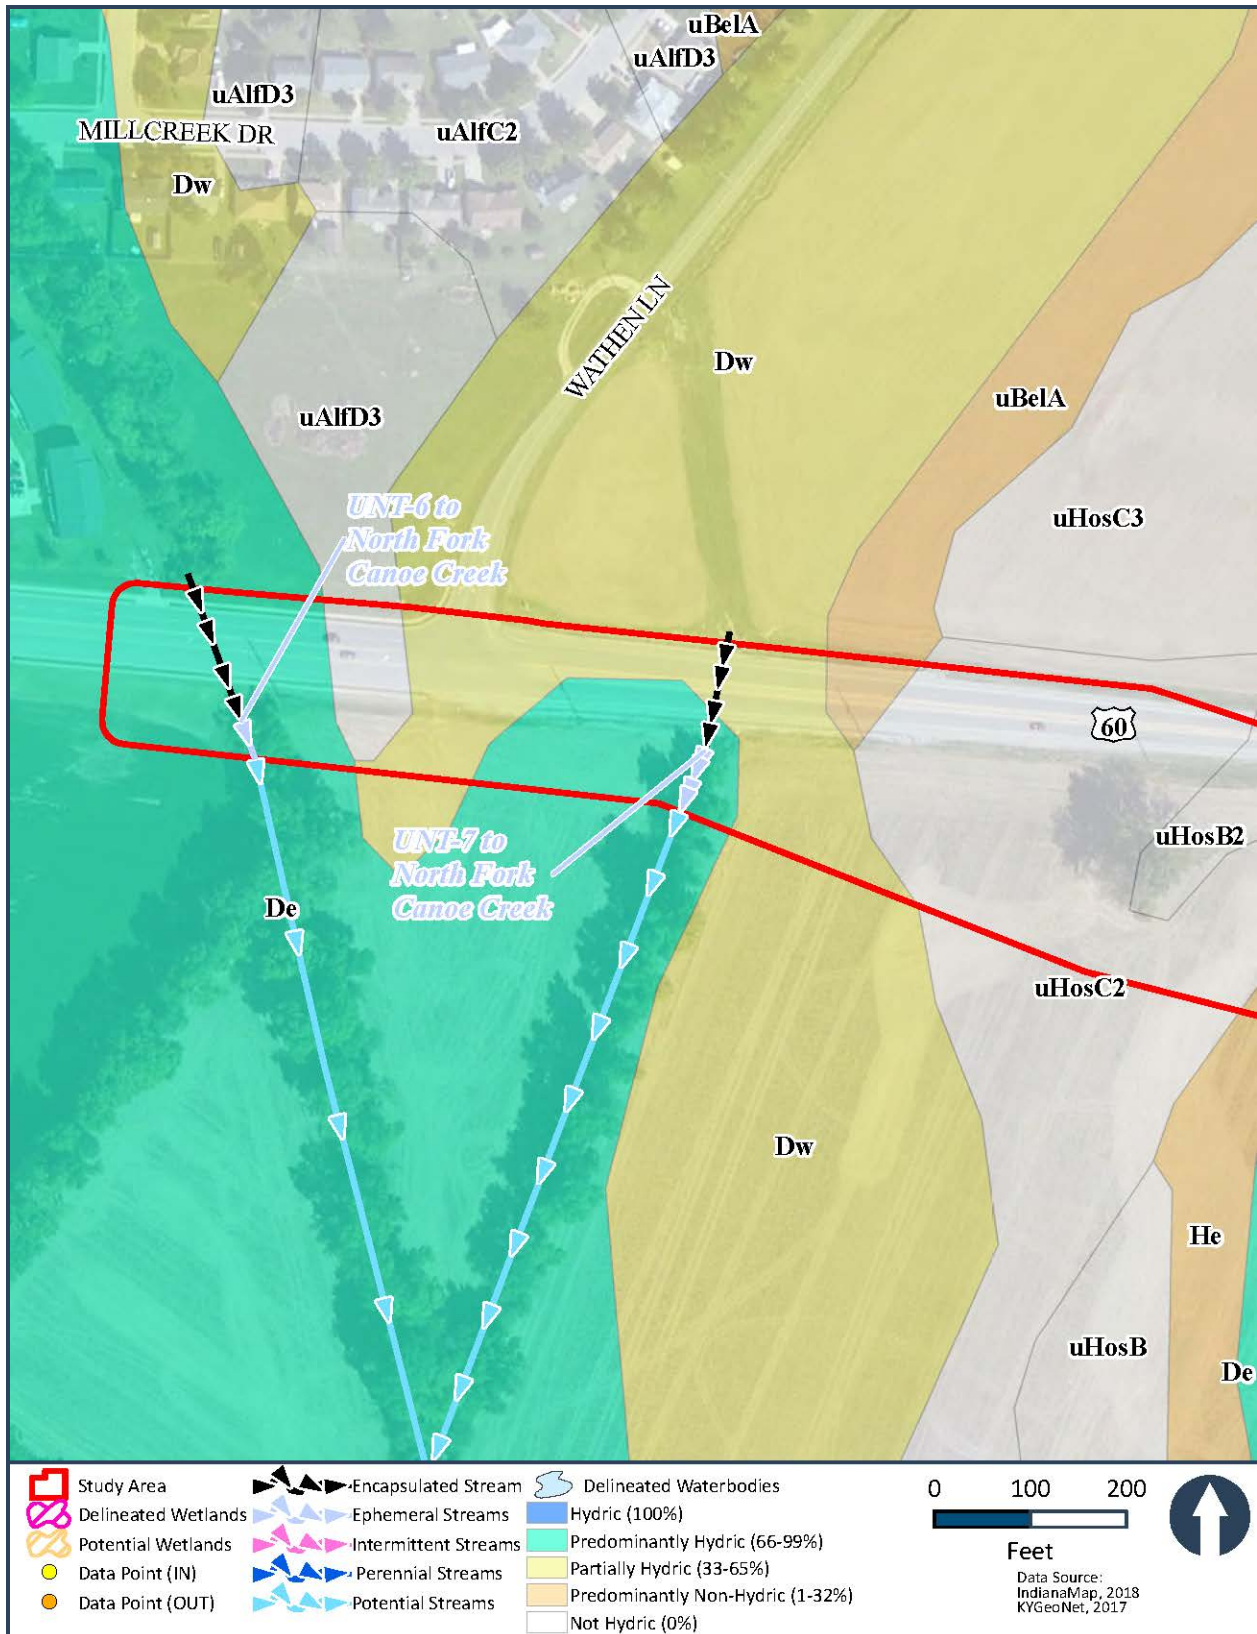 uBelA
uAlfD3
uAlfD3
MILLCREEK DR
uAlfC2
Dw
WATHEN LN
Dw
uBelA
uAlfD3
UNT-6 to
North Fork
Canoe Creek
uHosC3
60
UNT-7 to
North Fork
Canoe Creek
uHosB2
De
uHosC2
Dw
He
uHosB
De
Study Area
Delineated Wetlands
Potential Wetlands
Data Point (IN)
Data Point (OUT)
Encapsulated Stream
Ephemeral Streams
Intermittent Streams
Perennial Streams
Potential Streams
Delineated Waterbodies
Hydric (100%)
Predominantly Hydric (66-99%)
Partially Hydric (33-65%)
Predominantly Non-Hydric (1-32%)
Not Hydric (0%)
0 100 200
Feet
Data Source:
IndianaMap, 2018
KYGeoNet, 2017